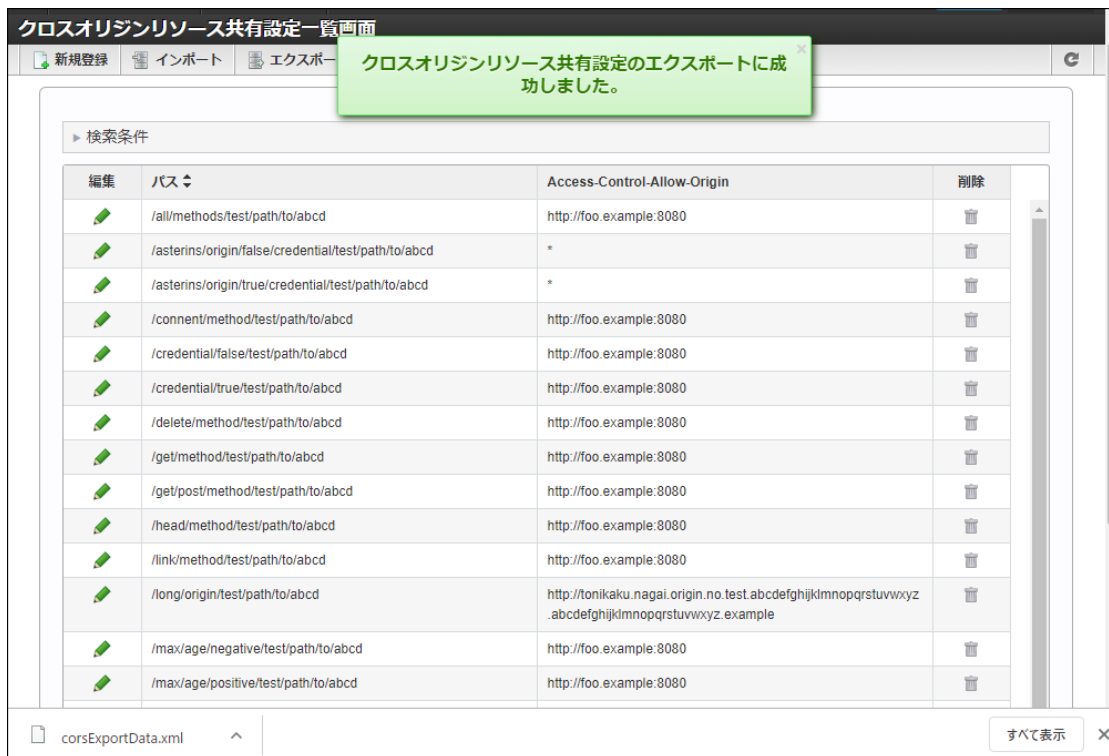 クロスオリジンリソース共有設定一覧画面
新規登録 インポート エクスポー
クロスオリジンリソース共有設定のエクスポートに成
功しました。
検索条件
編集 パス Access-Control-Allow-Origin 削除
/all/methods/test/path/to/abcd http://foo.example:8080
/asterins/origin/false/credential/test/path/to/abcd *
/asterins/origin/true/credential/test/path/to/abcd *
/connent/method/test/path/to/abcd http://foo.example:8080
/credential/false/test/path/to/abcd http://foo.example:8080
/credential/true/test/path/to/abcd http://foo.example:8080
/delete/method/test/path/to/abcd http://foo.example:8080
/get/method/test/path/to/abcd http://foo.example:8080
/get/post/method/test/path/to/abcd http://foo.example:8080
/head/method/test/path/to/abcd http://foo.example:8080
/link/method/test/path/to/abcd http://foo.example:8080
/long/origin/test/path/to/abcd http://tonikaku.nagai.origin.no.test.abcdefghijklmnopqrstuvwxyz
.abcdefghijklmnopqrstuvwxyz.example
/max/age/negative/test/path/to/abcd http://foo.example:8080
/max/age/positive/test/path/to/abcd http://foo.example:8080
corsExportData.xml すべて表示